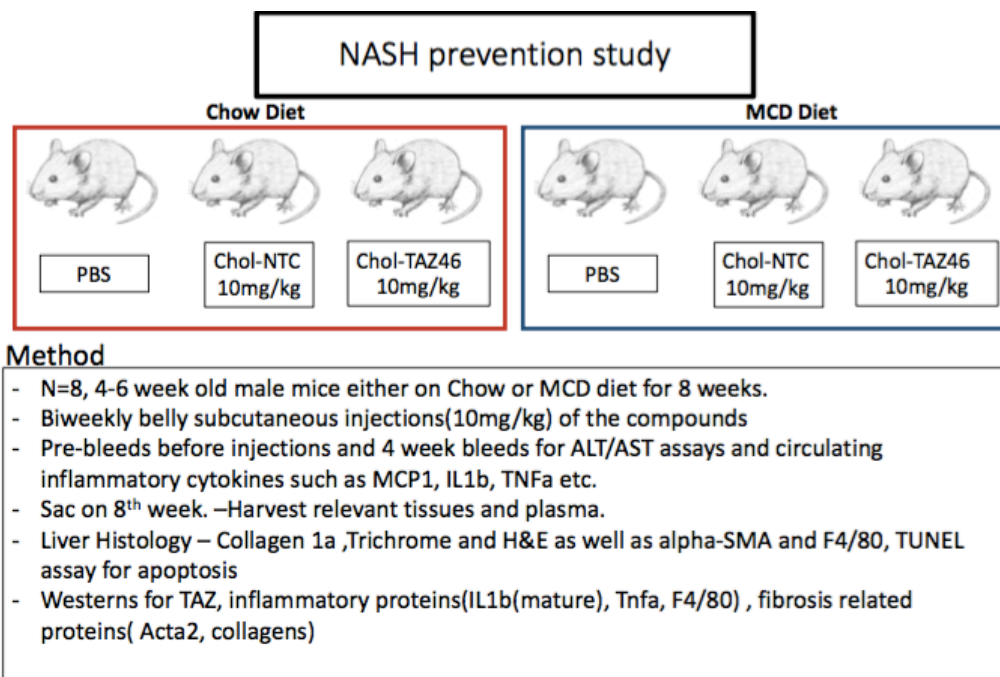 NASH prevention study
Chow Diet
MCD Diet
PBS
Chol-NTC
10mg/kg
Chol-TAZ46
10mg/kg
PBS
Chol-NTC
10mg/kg
Chol-TAZ46
10mg/kg
Method
- N=8, 4-6 week old male mice either on Chow or MCD diet for 8 weeks.
- Biweekly belly subcutaneous injections(10mg/kg) of the compounds
- Pre-bleeds before injections and 4 week bleeds for ALT/AST assays and circulating
inflammatory cytokines such as MCP1, IL1b, TNFa etc.
- Sac on 8th week. –Harvest relevant tissues and plasma.
- Liver Histology – Collagen 1a ,Trichrome and H&E as well as alpha-SMA and F4/80, TUNEL
assay for apoptosis
- Westerns for TAZ, inflammatory proteins(IL1b(mature), Tnfa, F4/80) , fibrosis related
proteins( Acta2, collagens)